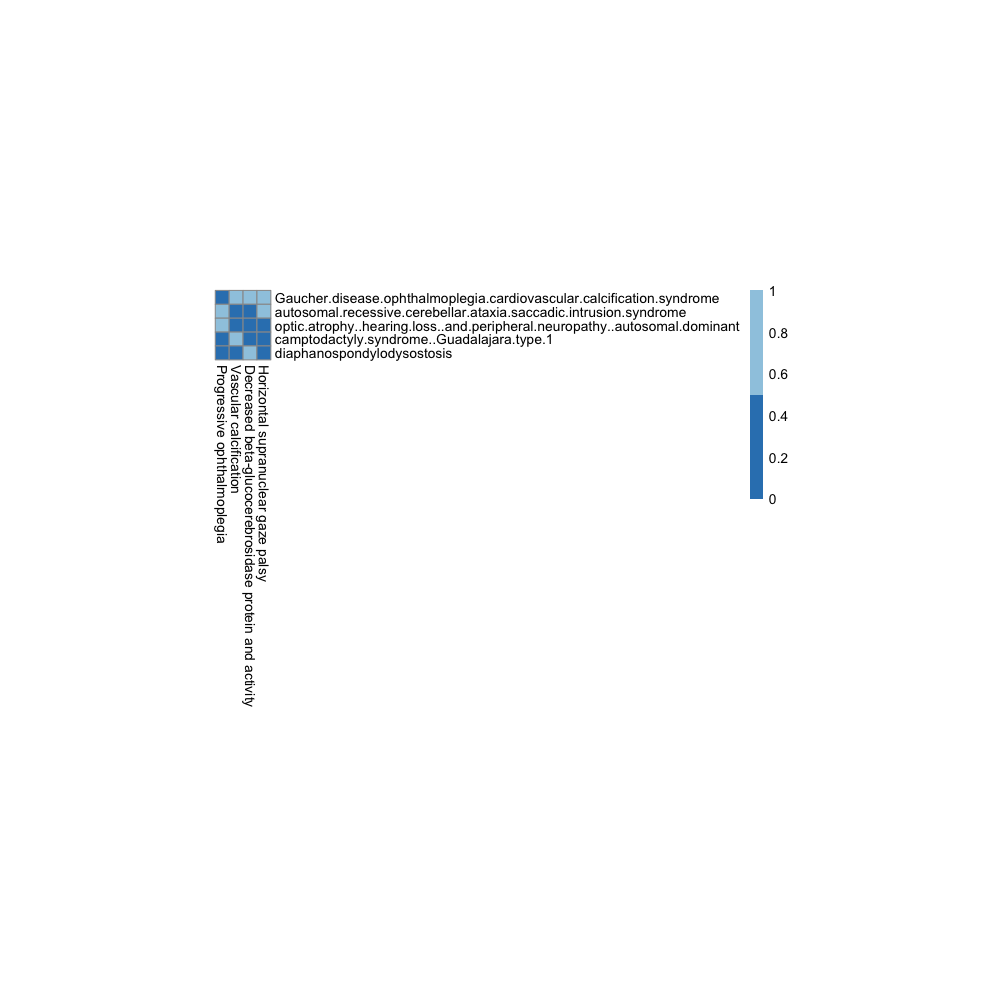 Gaucher.disease.ophthalmoplegia.cardiovascular.calcification.syndrome
autosomal.recessive.cerebellar.ataxia.saccadic.intrusion.syndrome
optic.atrophy..hearing.loss..and.peripheral.neuropathy..autosomal.dominant
camptodactyly.syndrome..Guadalajara.type.1
diaphanospondylodysostosis
Progressive ophthalmoplegia
Vascular calcification
Decreased beta-glucocerebrosidase protein and activity
Horizontal supranuclear gaze palsy
1
0.8
0.6
0.4
0.2
0